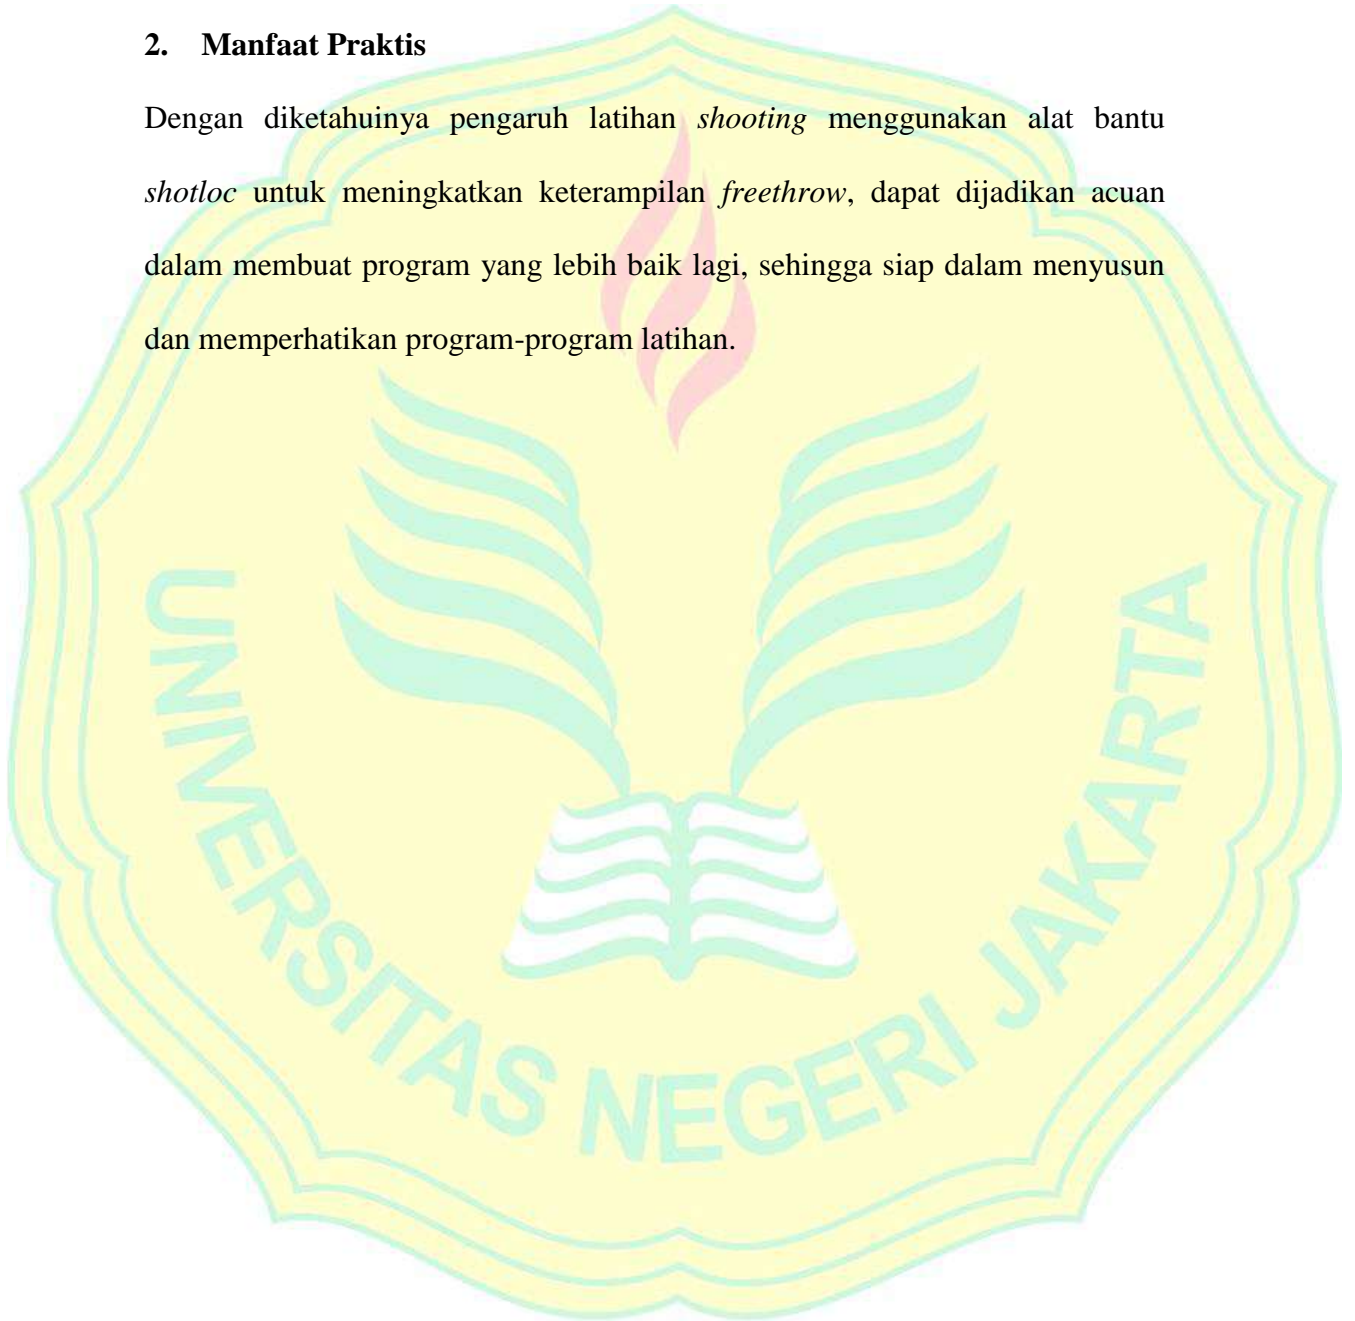 2. Manfaat Praktis
Dengan diketahuinya pengaruh latihan shooting menggunakan alat bantu
shotloc untuk meningkatkan keterampilan freethrow, dapat dijadikan acuan
dalam membuat program yang lebih baik lagi, sehingga siap dalam menyusun
dan memperhatikan program-program latihan.
UNIVERSITAS NEGERI JAKARTA